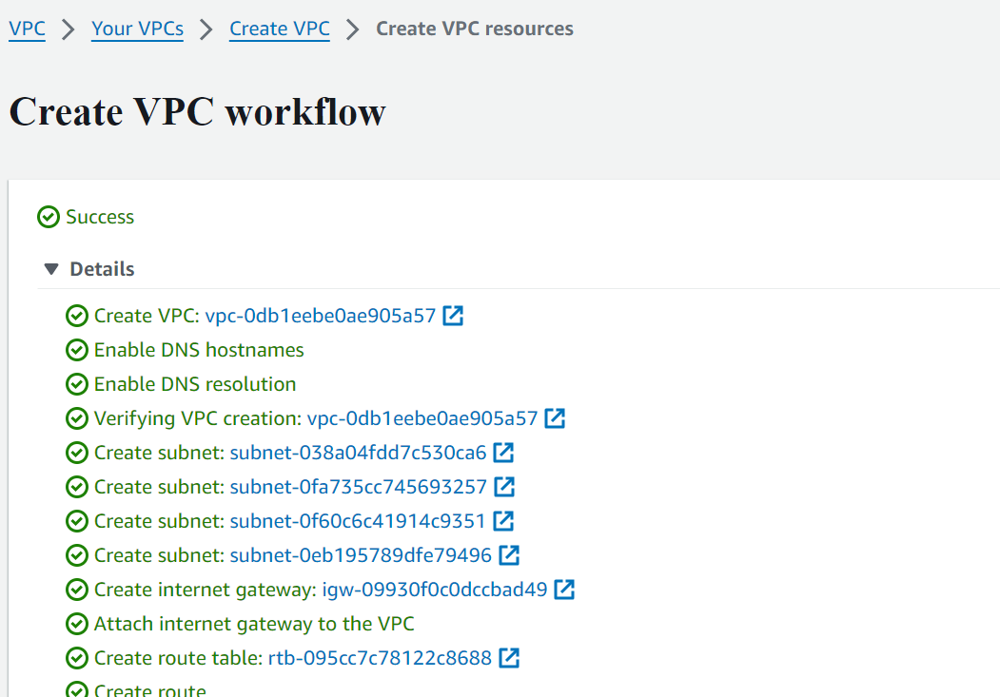 VPC > Your VPCs > Create VPC > Create VPC resources
Create VPC workflow
Success
Details
Create VPC: vpc-0db1eebe0ae905a57
Enable DNS hostnames
Enable DNS resolution
Verifying VPC creation: vpc-0db1eebe0ae905a57
Create subnet: subnet-038a04fdd7c530ca6
Create subnet: subnet-0fa735cc745693257
Create subnet: subnet-0f60c6c41914c9351
Create subnet: subnet-0eb195789dfe79496
Create internet gateway: igw-09930f0c0dccbad49
Attach internet gateway to the VPC
Create route table: rtb-095cc7c78122c8688
Create route